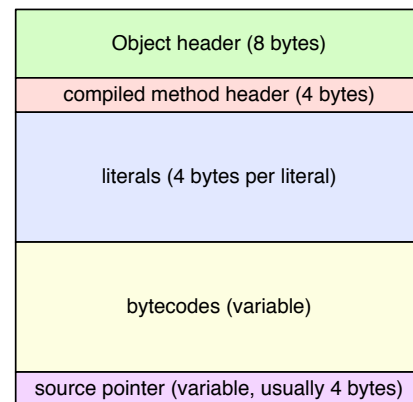 Object header (8 bytes)
compiled method header (4 bytes)
literals (4 bytes per literal)
bytecodes (variable)
source pointer (variable, usually 4 bytes)